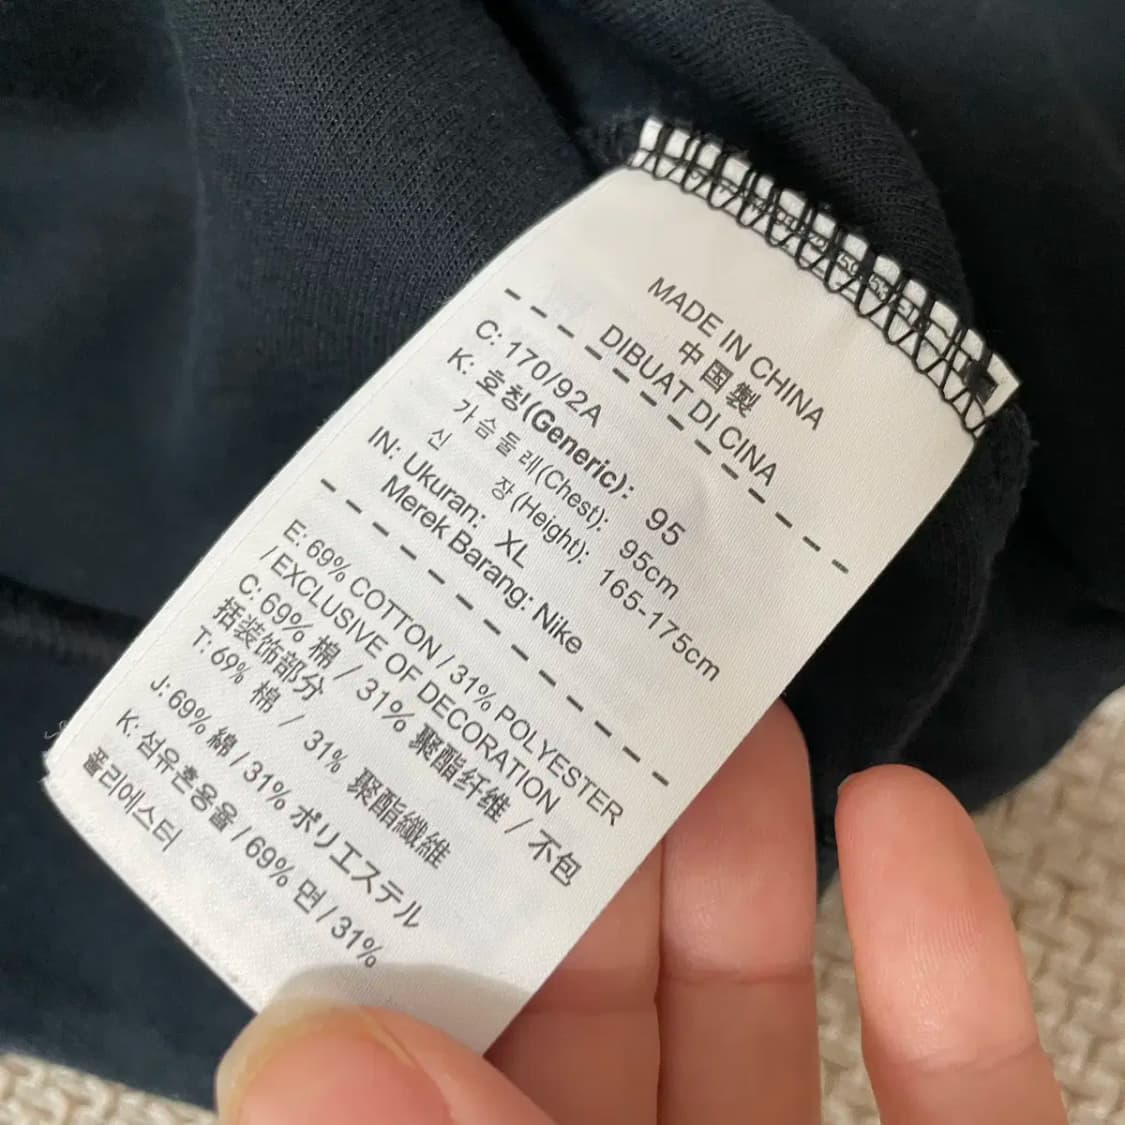 MADE IN CHINA
中国製
DIBUAT DI CINA
C: 170/92A
K: 호칭(Generic): 95
가슴둘레(Chest): 95cm
신 장 (Height): 165-175cm
IN: Ukuran: XL
Merek Barang: Nike
E: 69% COTTON / 31% POLYESTER
/ EXCLUSIVE OF DECORATION
C: 69% 棉 / 31% 聚酯纤维 / 不包
括装饰部分
T: 69% 棉 / 31% 聚酯纖維
J: 69% 綿 / 31% ポリエステル
K: 섬유혼용율 / 69% 면 / 31%
폴리에스터